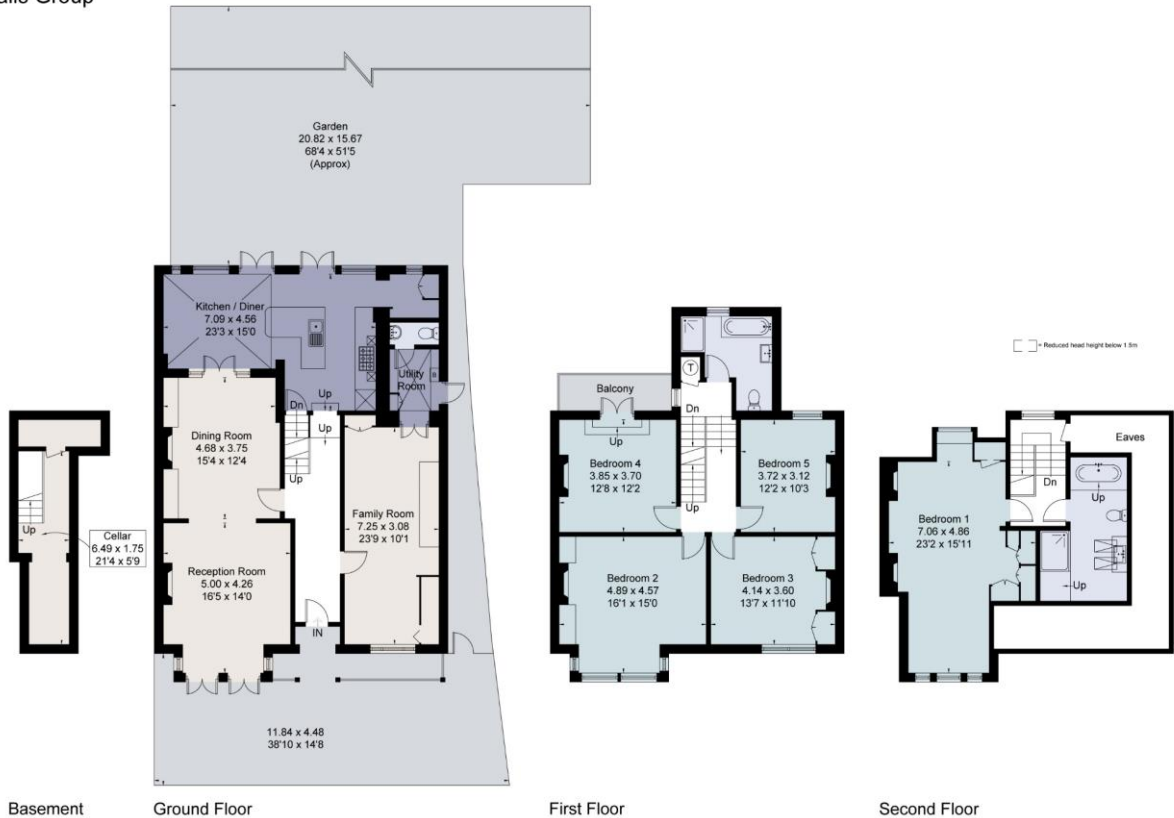 Garden
20.82 x 15.67
68'4 x 51'5
(Approx)
Kitchen / Diner
7.09 x 4.56
23'3 x 15'0
Utility
Room
Up
Dn
Up
Up
Dining Room
4.68 x 3.75
15'4 x 12'4
Family Room
7.25 x 3.08
23'9 x 10'1
Reception Room
5.00 x 4.26
16'5 x 14'0
IN
11.84 x 4.48
38'10 x 14'8
Up
Cellar
6.49 x 1.75
21'4 x 5'9
Balcony
T
Dn
Up
Up
Bedroom 4
3.85 x 3.70
12'8 x 12'2
Bedroom 5
3.72 x 3.12
12'2 x 10'3
Bedroom 2
4.89 x 4.57
16'1 x 15'0
Bedroom 3
4.14 x 3.60
13'7 x 11'10
= Reduced head height below 1.5m
Eaves
Dn
Up
Up
Bedroom 1
7.06 x 4.86
23'2 x 15'11
Basement
Ground Floor
First Floor
Second Floor